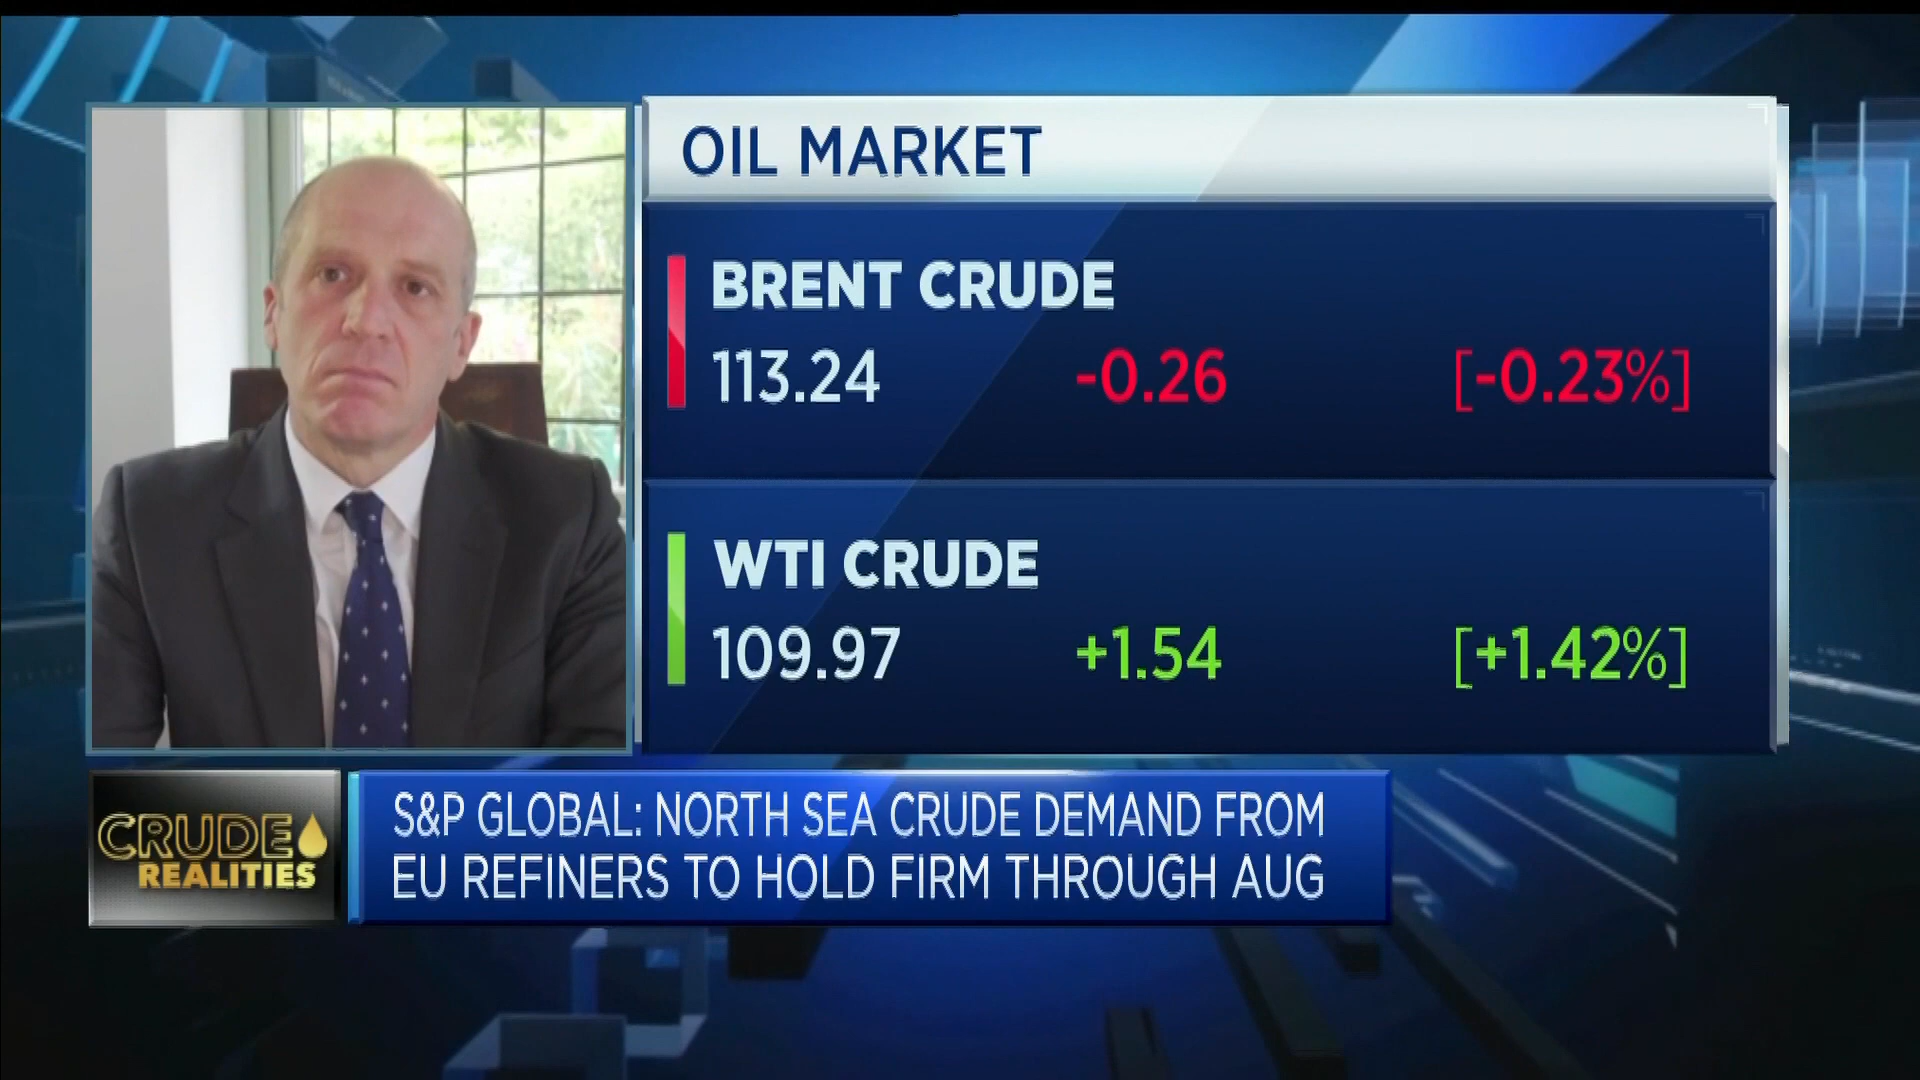 OIL MARKET
BRENT CRUDE
113.24 -0.26 [-0.23%]
WTI CRUDE
109.97 +1.54 [+1.42%]
CRUDE
REALITIES
S&P GLOBAL: NORTH SEA CRUDE DEMAND FROM
EU REFINERS TO HOLD FIRM THROUGH AUG